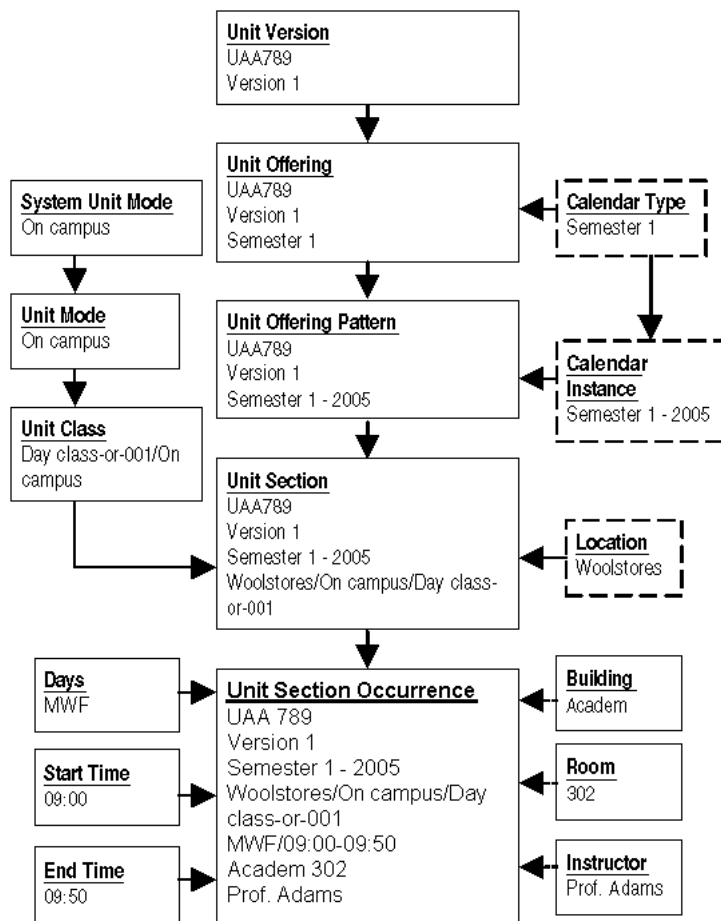 Unit Version
UAA789
Version 1
Unit Offering
UAA789
Version 1
Semester 1
System Unit Mode
On campus
Calendar Type
Semester 1
Unit Mode
On campus
Unit Offering Pattern
UAA789
Version 1
Semester 1 - 2005
Calendar
Instance
Semester 1 - 2005
Unit Class
Day class-or-001/On
campus
Unit Section
UAA789
Version 1
Semester 1 - 2005
Woolstores/On campus/Day class-
or-001
Location
Woolstores
Days
MWF
Start Time
09:00
End Time
09:50
Unit Section Occurrence
UAA 789
Version 1
Semester 1 - 2005
Woolstores/On campus/Day
class-or-001
MWF/09:00-09:50
Academ 302
Prof. Adams
Building
Academ
Room
302
Instructor
Prof. Adams